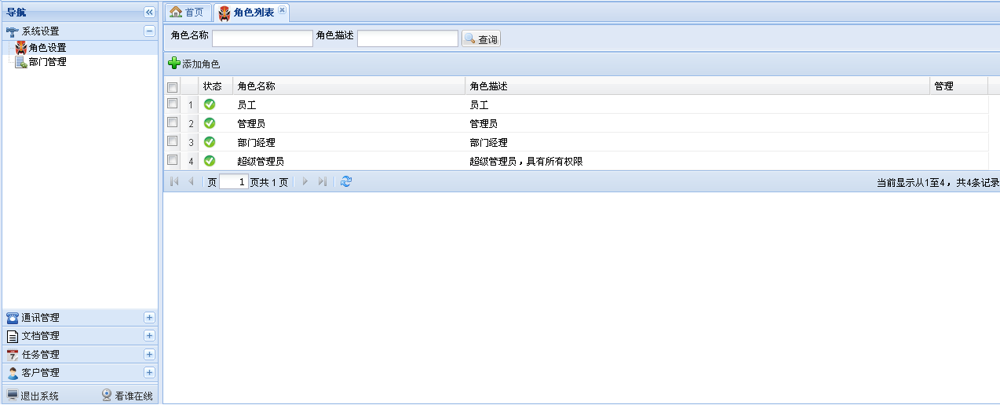 导航
系统设置
角色设置
部门管理
通讯管理
文档管理
任务管理
客户管理
退出系统 看谁在线
首页 角色列表
角色名称 角色描述 查询
添加角色
状态 角色名称 角色描述 管理
1 员工 员工
2 管理员 管理员
3 部门经理 部门经理
4 超级管理员 超级管理员，具有所有权限
页 1 页共 1 页 当前显示从1至4，共4条记录